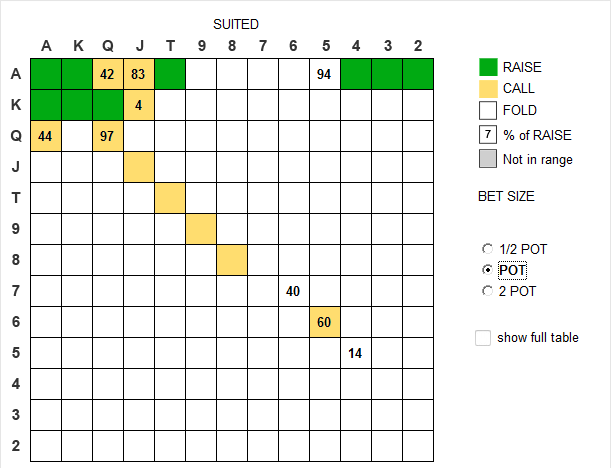 SUITED
A K Q J T 9 8 7 6 5 4 3 2
A 42 83 94
K 4
Q 44 97
J
T
9
8
7 40
6 60
5 14
4
3
2
RAISE
CALL
FOLD
7 % of RAISE
Not in range
BET SIZE
1/2 POT
POT
2 POT
show full table